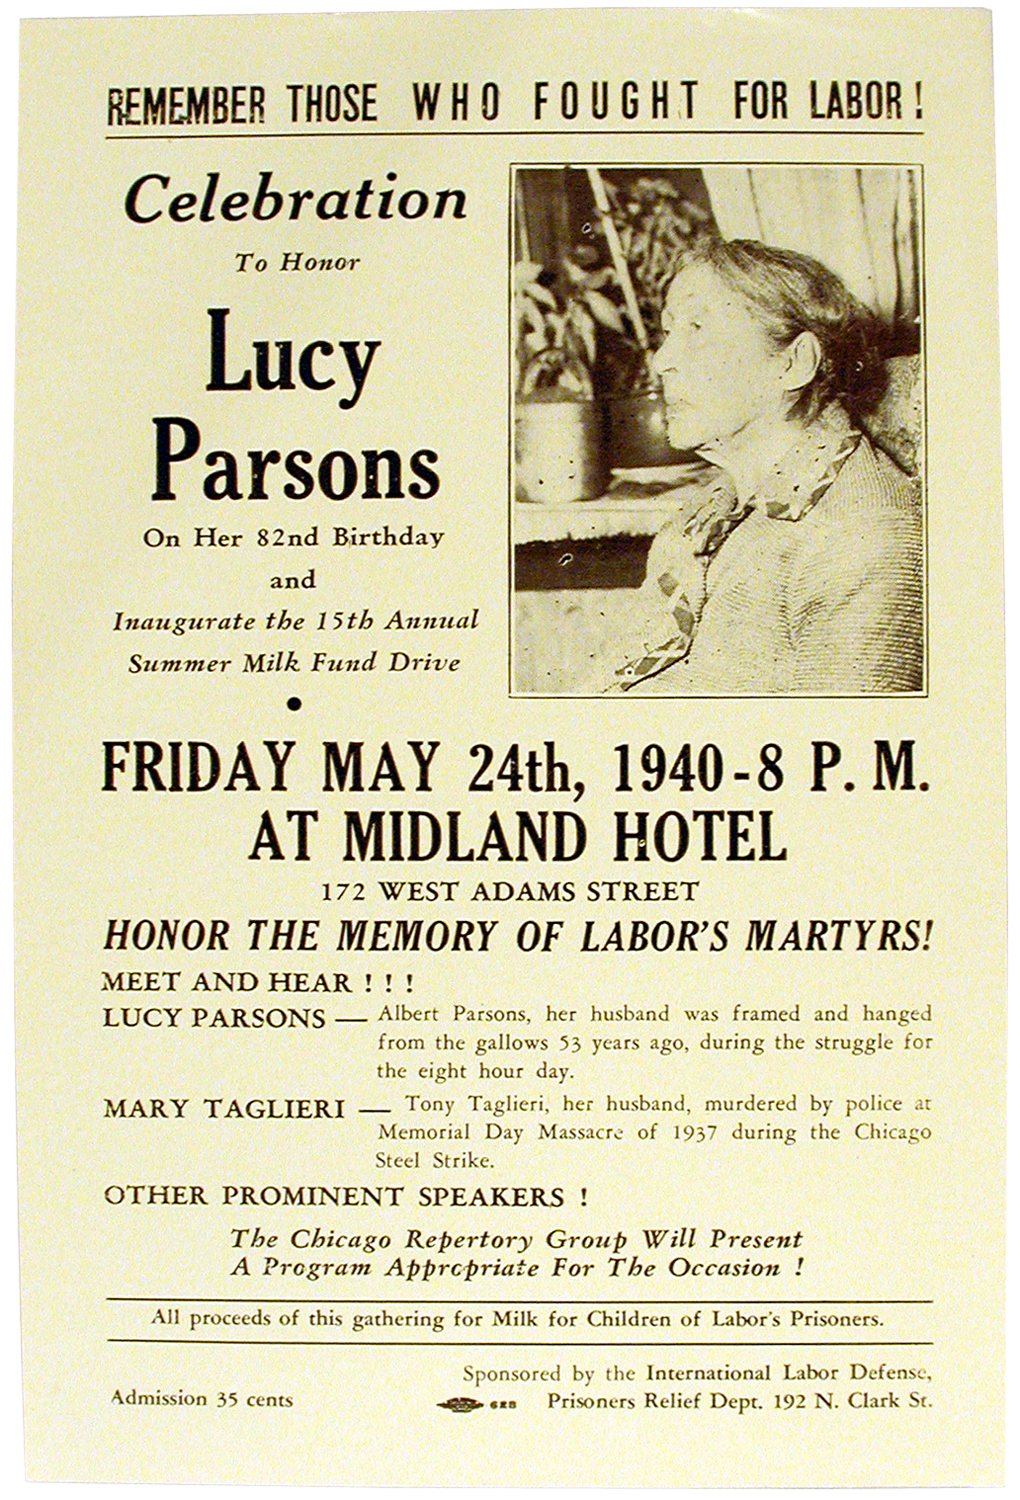 REMEMBER THOSE WHO FOUGHT FOR LABOR!
Celebration
To Honor
Lucy
Parsons
On Her 82nd Birthday
and
Inaugurate the 15th Annual
Summer Milk Fund Drive
FRIDAY MAY 24th, 1940-8 P. M.
AT MIDLAND HOTEL
172 WEST ADAMS STREET
HONOR THE MEMORY OF LABOR'S MARTYRS!
MEET AND HEAR ! ! !
LUCY PARSONS — Albert Parsons, her husband was framed and hanged
from the gallows 53 years ago, during the struggle for
the eight hour day.
MARY TAGLIERI — Tony Taglieri, her husband, murdered by police at
Memorial Day Massacre of 1937 during the Chicago
Steel Strike.
OTHER PROMINENT SPEAKERS !
The Chicago Repertory Group Will Present
A Program Appropriate For The Occasion !
All proceeds of this gathering for Milk for Children of Labor's Prisoners.
Sponsored by the International Labor Defense,
Admission 35 cents Prisoners Relief Dept. 192 N. Clark St.